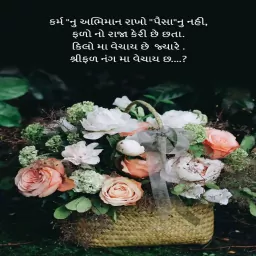 કર્મ "નુ અભિમાન રાખો "પૈસા"નુ નહી,
ફળો નો રાજા કેરી છે છતા.
કિલો મા વેચાય છે  જ્યારે .
શ્રીફળ નંગ મા વેચાય છ....?